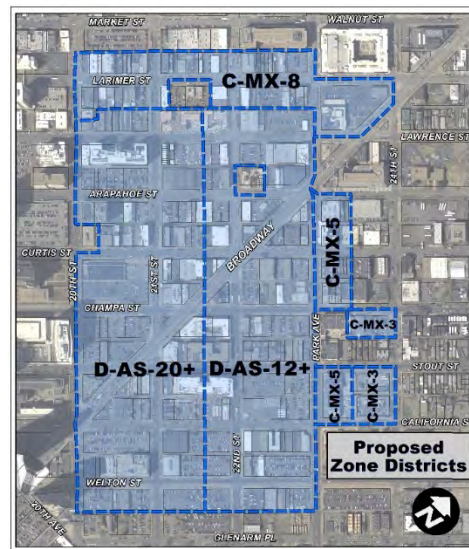 MARKET ST
WALNUT ST
LARIMER ST
C-MX-8
LAWRENCE ST
24TH ST
ARAPAHOE ST
C-MX-5
CURTIS ST
20TH ST
21ST ST
BROADWAY
CHAMPA ST
PARK AVE
C-MX-3
D-AS-20+
D-AS-12+
STOUT ST
C-MX-5
C-MX-3
CALIFORNIA S
22ND ST
Proposed
Zone Districts
WELTON ST
20TH AVE
GLENARM PL
N